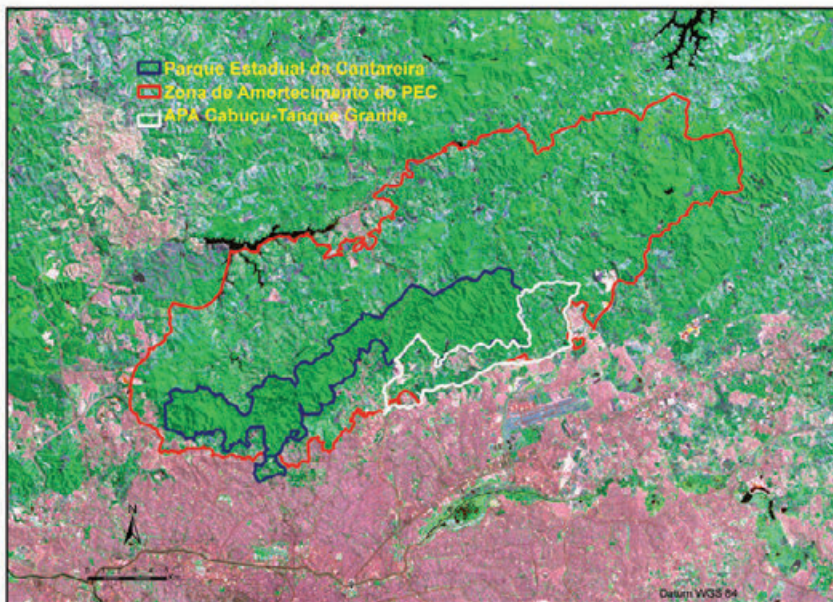 Parque Estadual da Cantareira
Zona de Amortecimento do PEC
APA Cabuçu-Tanque Grande
N
Datum WGS 84